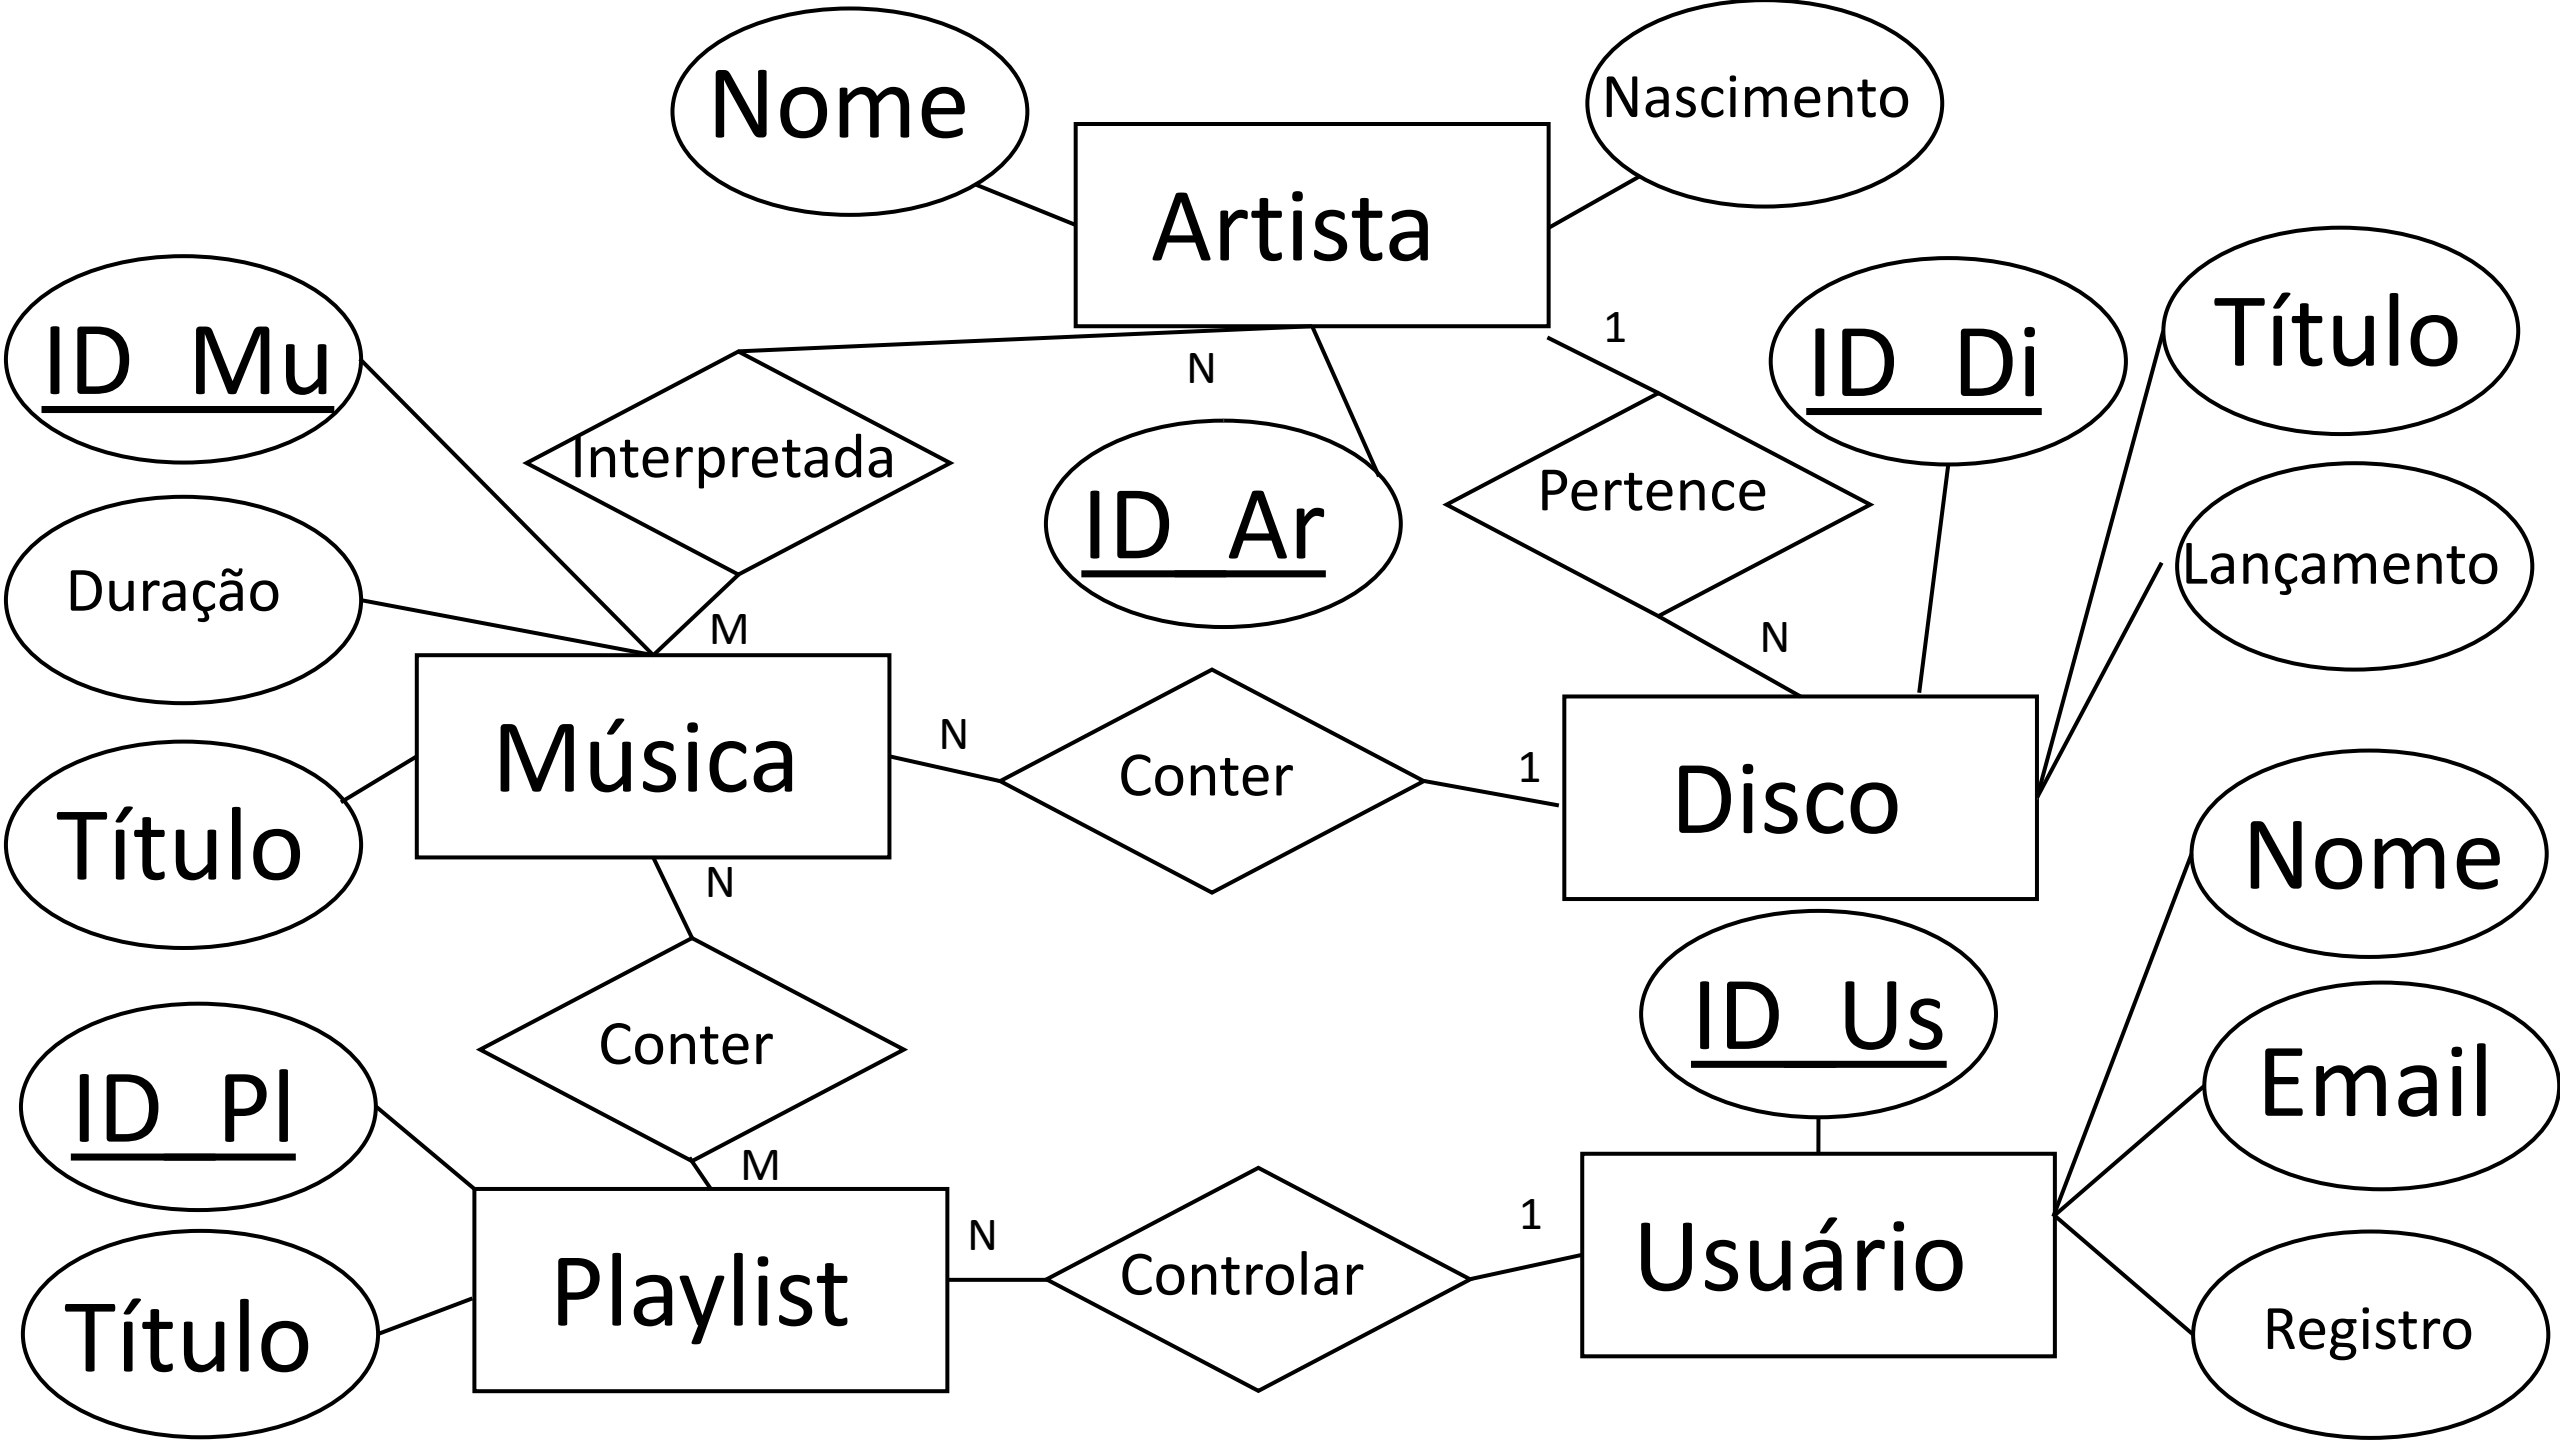 Nome
Nascimento
Artista
ID_Mu
N
1
ID_Di
Título
Interpretada
ID_Ar
Pertence
Lançamento
Duração
M
N
Música
N
Conter
1
Disco
Título
Nome
N
ID_Us
Conter
Email
ID_Pl
M
Playlist
N
Controlar
1
Usuário
Título
Registro